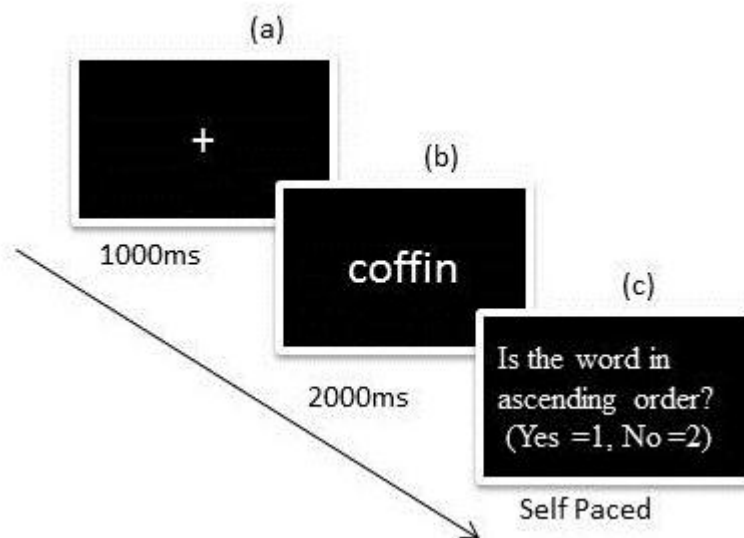 (a)
+
1000ms
(b)
coffin
2000ms
(c)
Is the word in
ascending order?
(Yes =1, No =2)
Self Paced